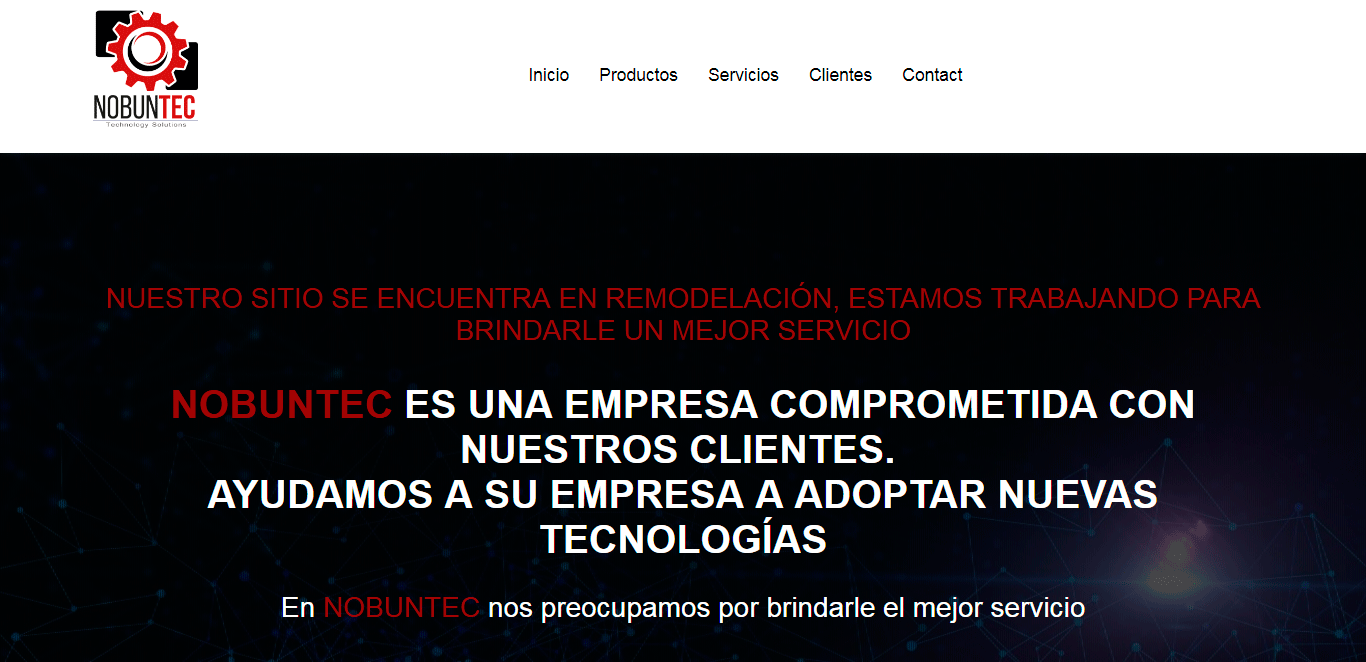 NOBUNTEC
Technology Solutions
Inicio Productos Servicios Clientes Contact
NUESTRO SITIO SE ENCUENTRA EN REMODELACIÓN, ESTAMOS TRABAJANDO PARA
BRINDARLE UN MEJOR SERVICIO
NOBUNTEC ES UNA EMPRESA COMPROMETIDA CON
NUESTROS CLIENTES.
AYUDAMOS A SU EMPRESA A ADOPTAR NUEVAS
TECNOLOGÍAS
En NOBUNTEC nos preocupamos por brindarle el mejor servicio